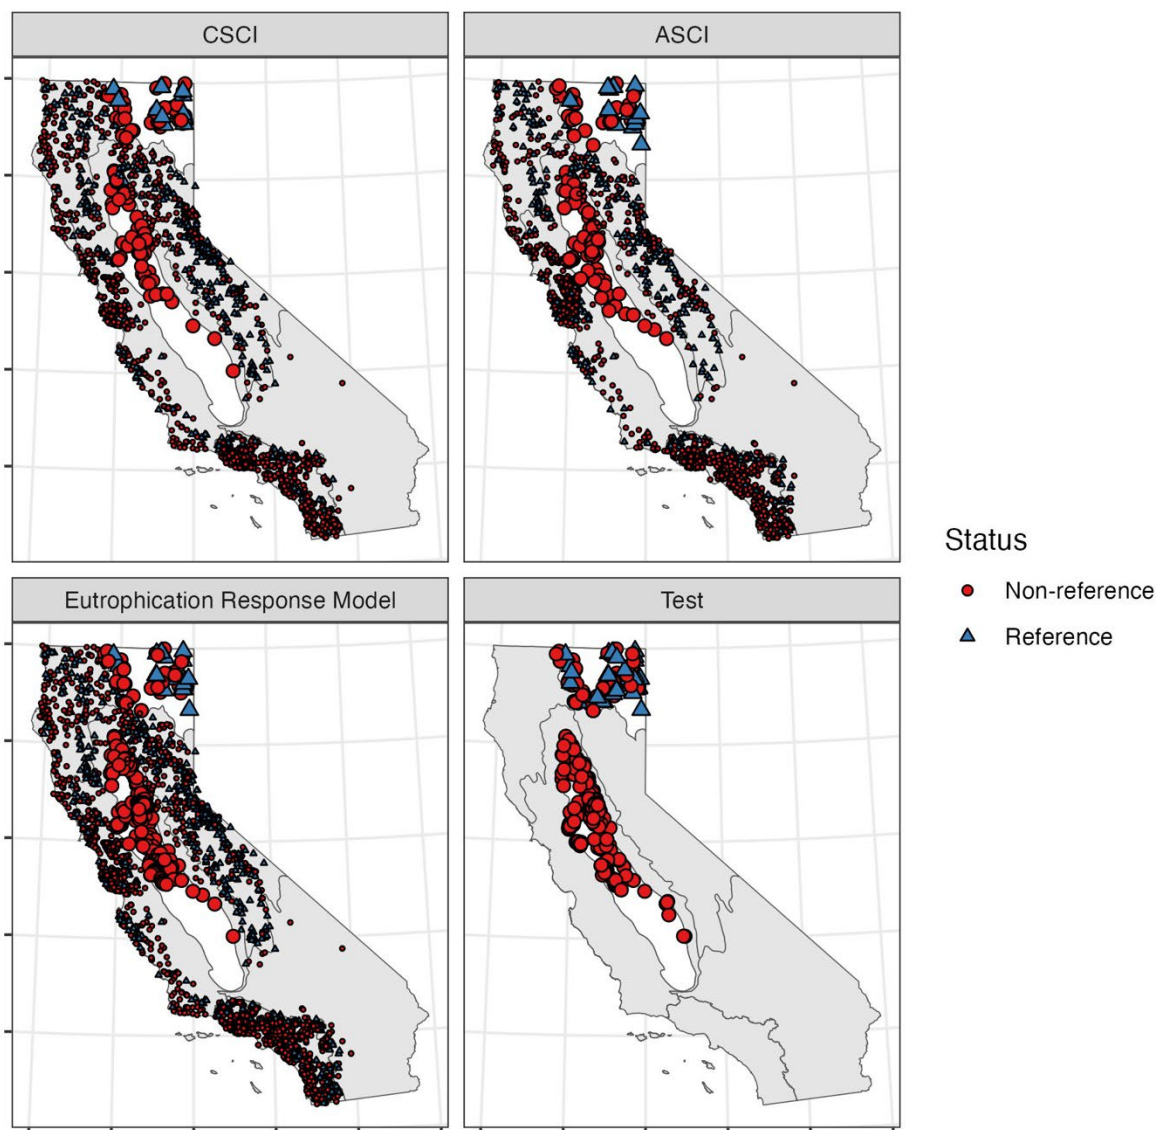 CSCI
ASCI
Eutrophication Response Model
Test
Status
Non-reference
Reference